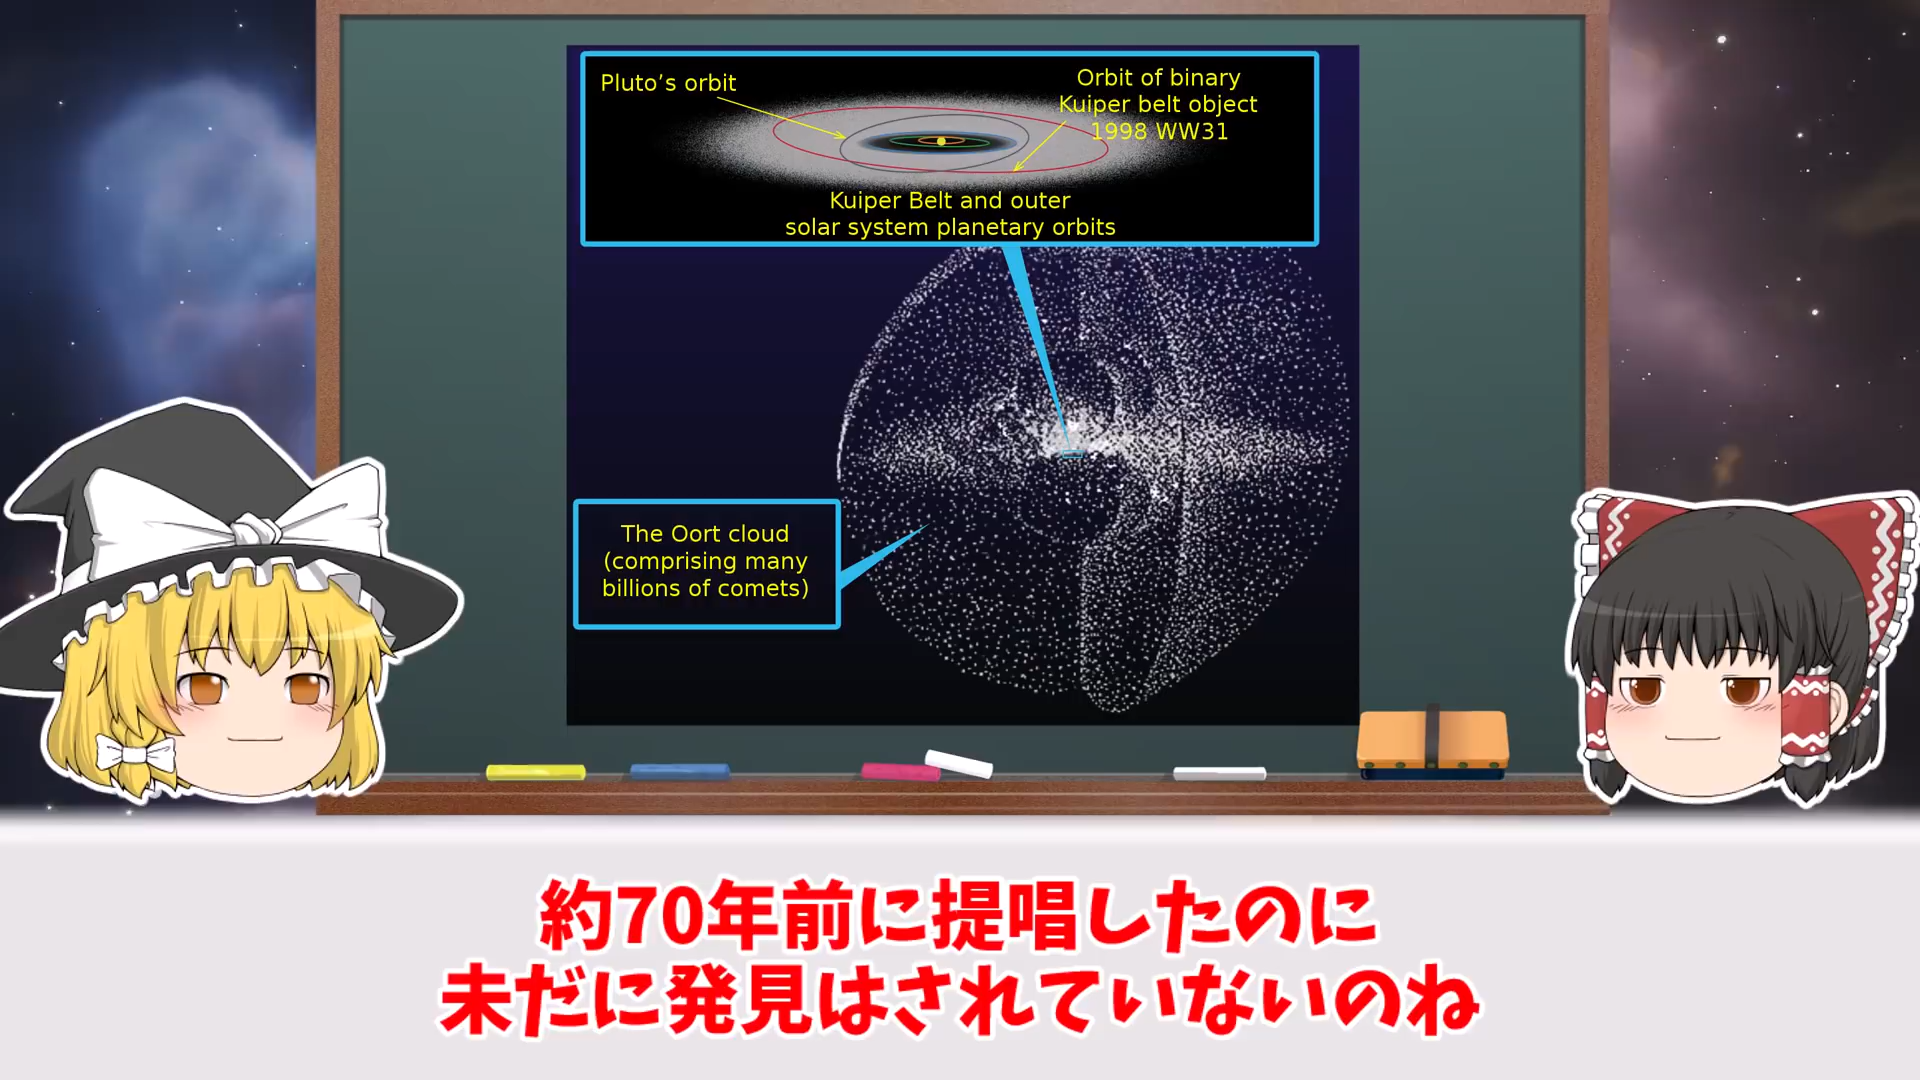 Pluto’s orbit
Orbit of binary
Kuiper belt object
1998 WW31
Kuiper Belt and outer
solar system planetary orbits
The Oort cloud
(comprising many
billions of comets)
約70年前に提唱したのに
未だに発見はされていないのね